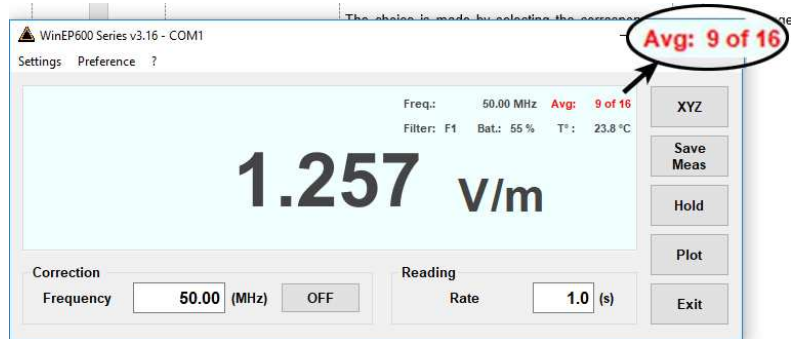 The choice is made by selecting the
WinEP600 Series v3.16 - COM1
Avg: 9 of 16
Settings Preference ?
Freq.: 50.00 MHz Avg: 9 of 16
Filter: F1 Bat.: 55 % T° : 23.8 °C
1.257 V/m
XYZ
Save
Meas
Hold
Plot
Exit
Correction
Frequency 50.00 (MHz) OFF
Reading
Rate 1.0 (s)